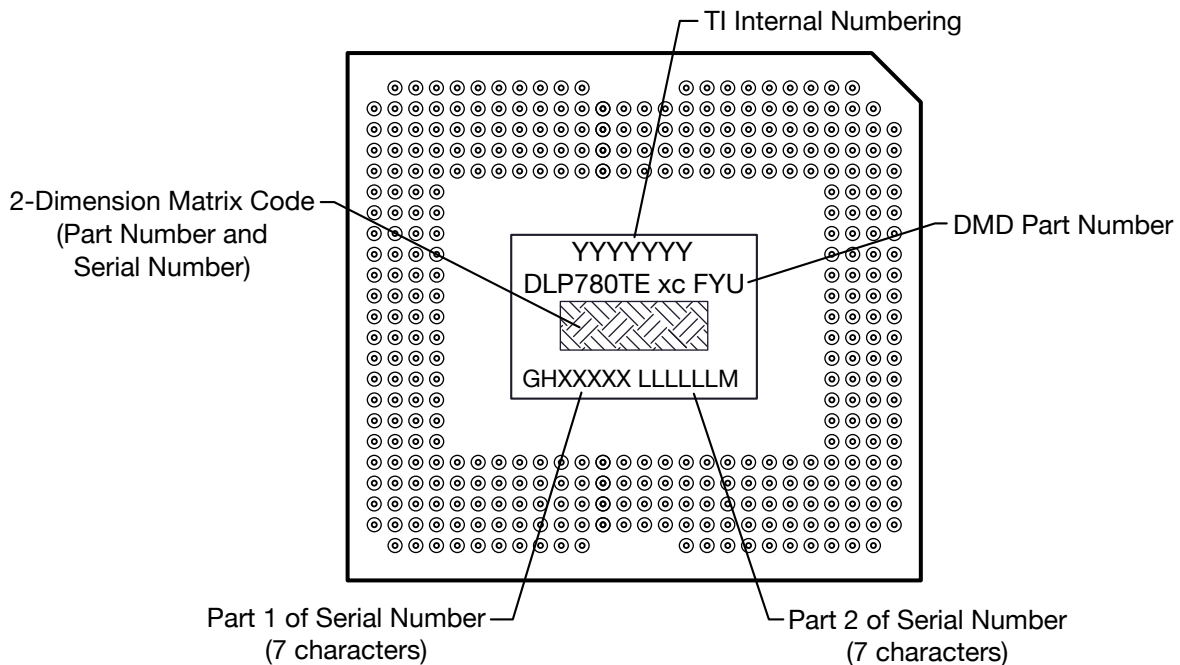 TI Internal Numbering
2-Dimension Matrix Code
(Part Number and
Serial Number)
DMD Part Number
YYYYYYY
DLP780TE xc FYU
GHXXXXX LLLLLLM
Part 1 of Serial Number
(7 characters)
Part 2 of Serial Number
(7 characters)